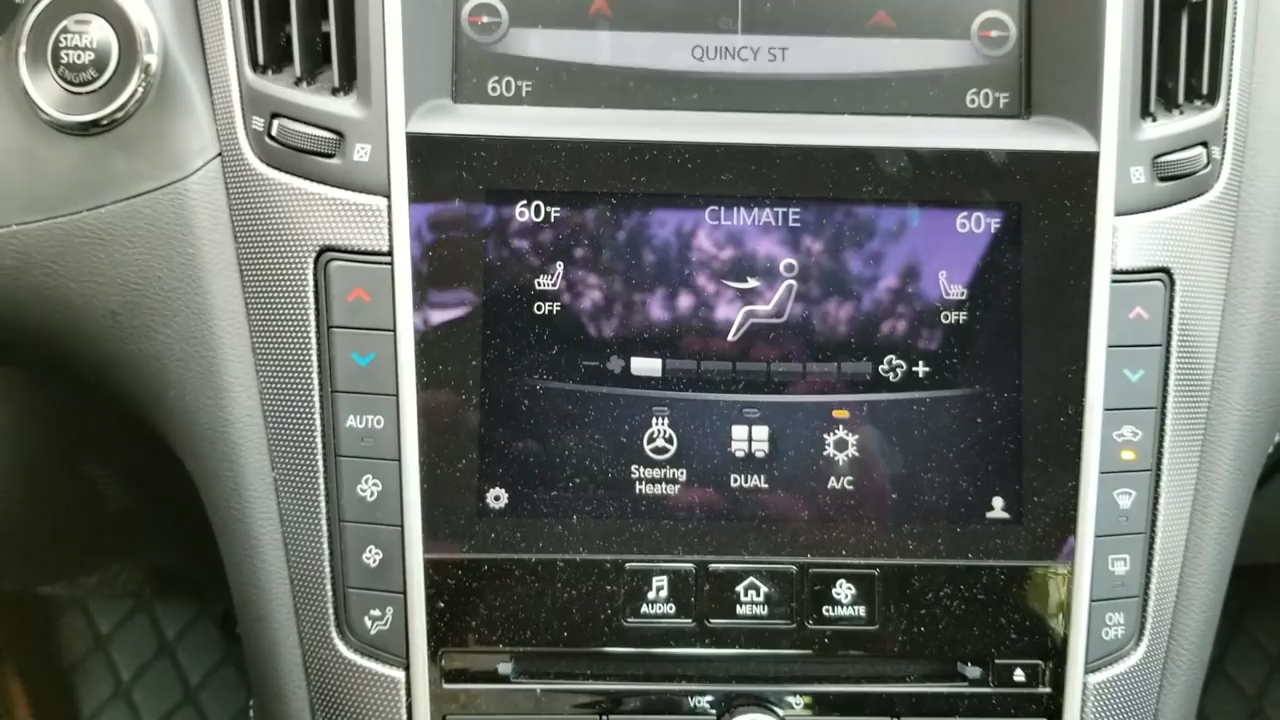 START
STOP
ENGINE
QUINCY ST
60°F
60°F
60°F
CLIMATE
60°F
OFF
OFF
AUTO
Steering
Heater
DUAL
A/C
AUDIO
MENU
CLIMATE
ON
OFF
VOL